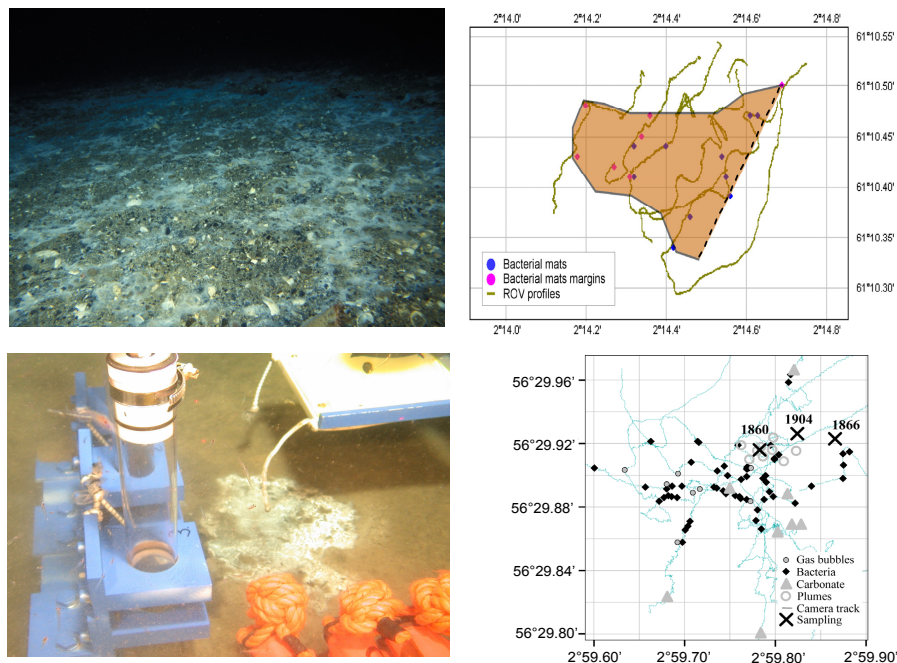 2°14.0' 2°14.2' 2°14.4' 2°14.6' 2°14.8'
61°10.55'
61°10.50'
61°10.45'
61°10.40'
61°10.35'
61°10.30'
Bacterial mats
Bacterial mats margins
ROV profiles
2°14.0' 2°14.2' 2°14.4' 2°14.6' 2°14.8'
56°29.96'
56°29.92'
56°29.88'
56°29.84'
56°29.80'
1860
1904
1866
Gas bubbles
Bacteria
Carbonate
Plumes
Camera track
Sampling
2°59.60' 2°59.70' 2°59.80' 2°59.90'